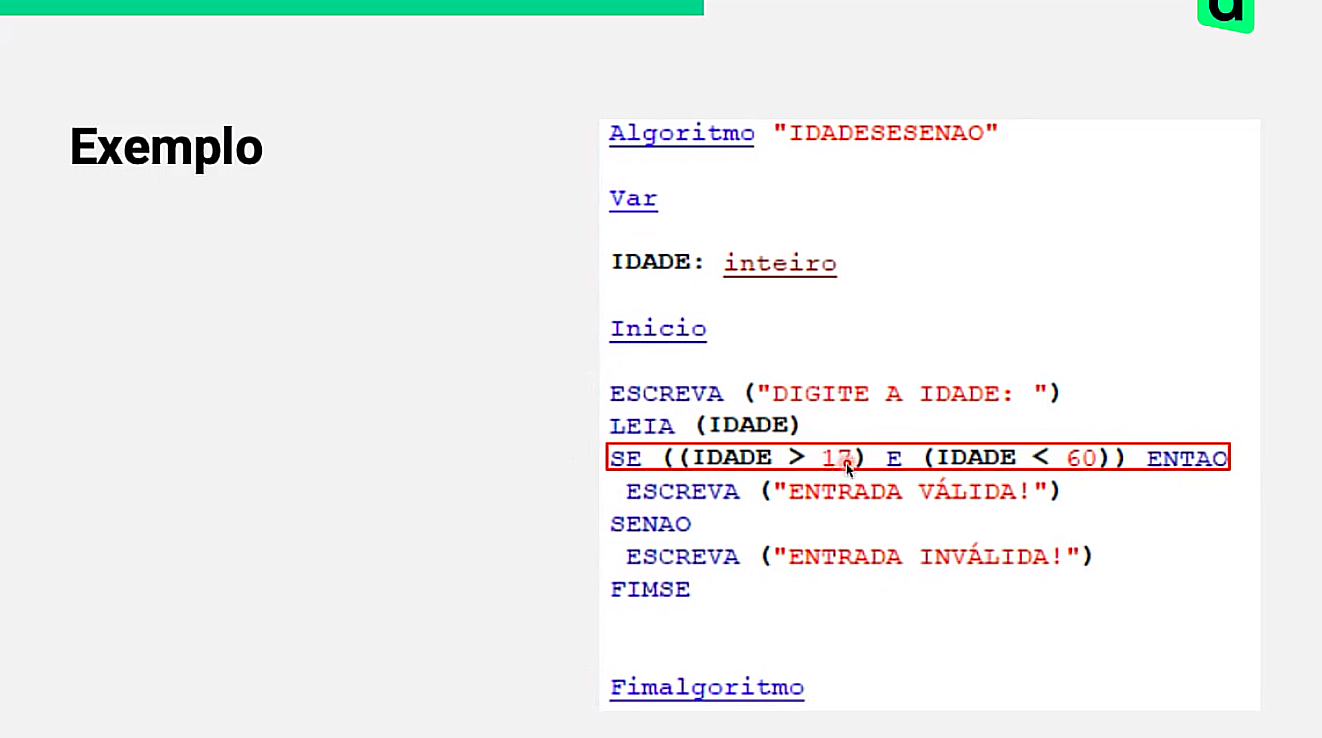 Exemplo
Algoritmo "IDADESESENAO"
Var
IDADE: inteiro
Inicio
ESCREVA ("DIGITE A IDADE: ")
LEIA (IDADE)
SE ((IDADE > 17) E (IDADE < 60)) ENTAO
ESCREVA ("ENTRADA VÁLIDA!")
SENAO
ESCREVA ("ENTRADA INVÁLIDA!")
FIMSE
Fimalgoritmo